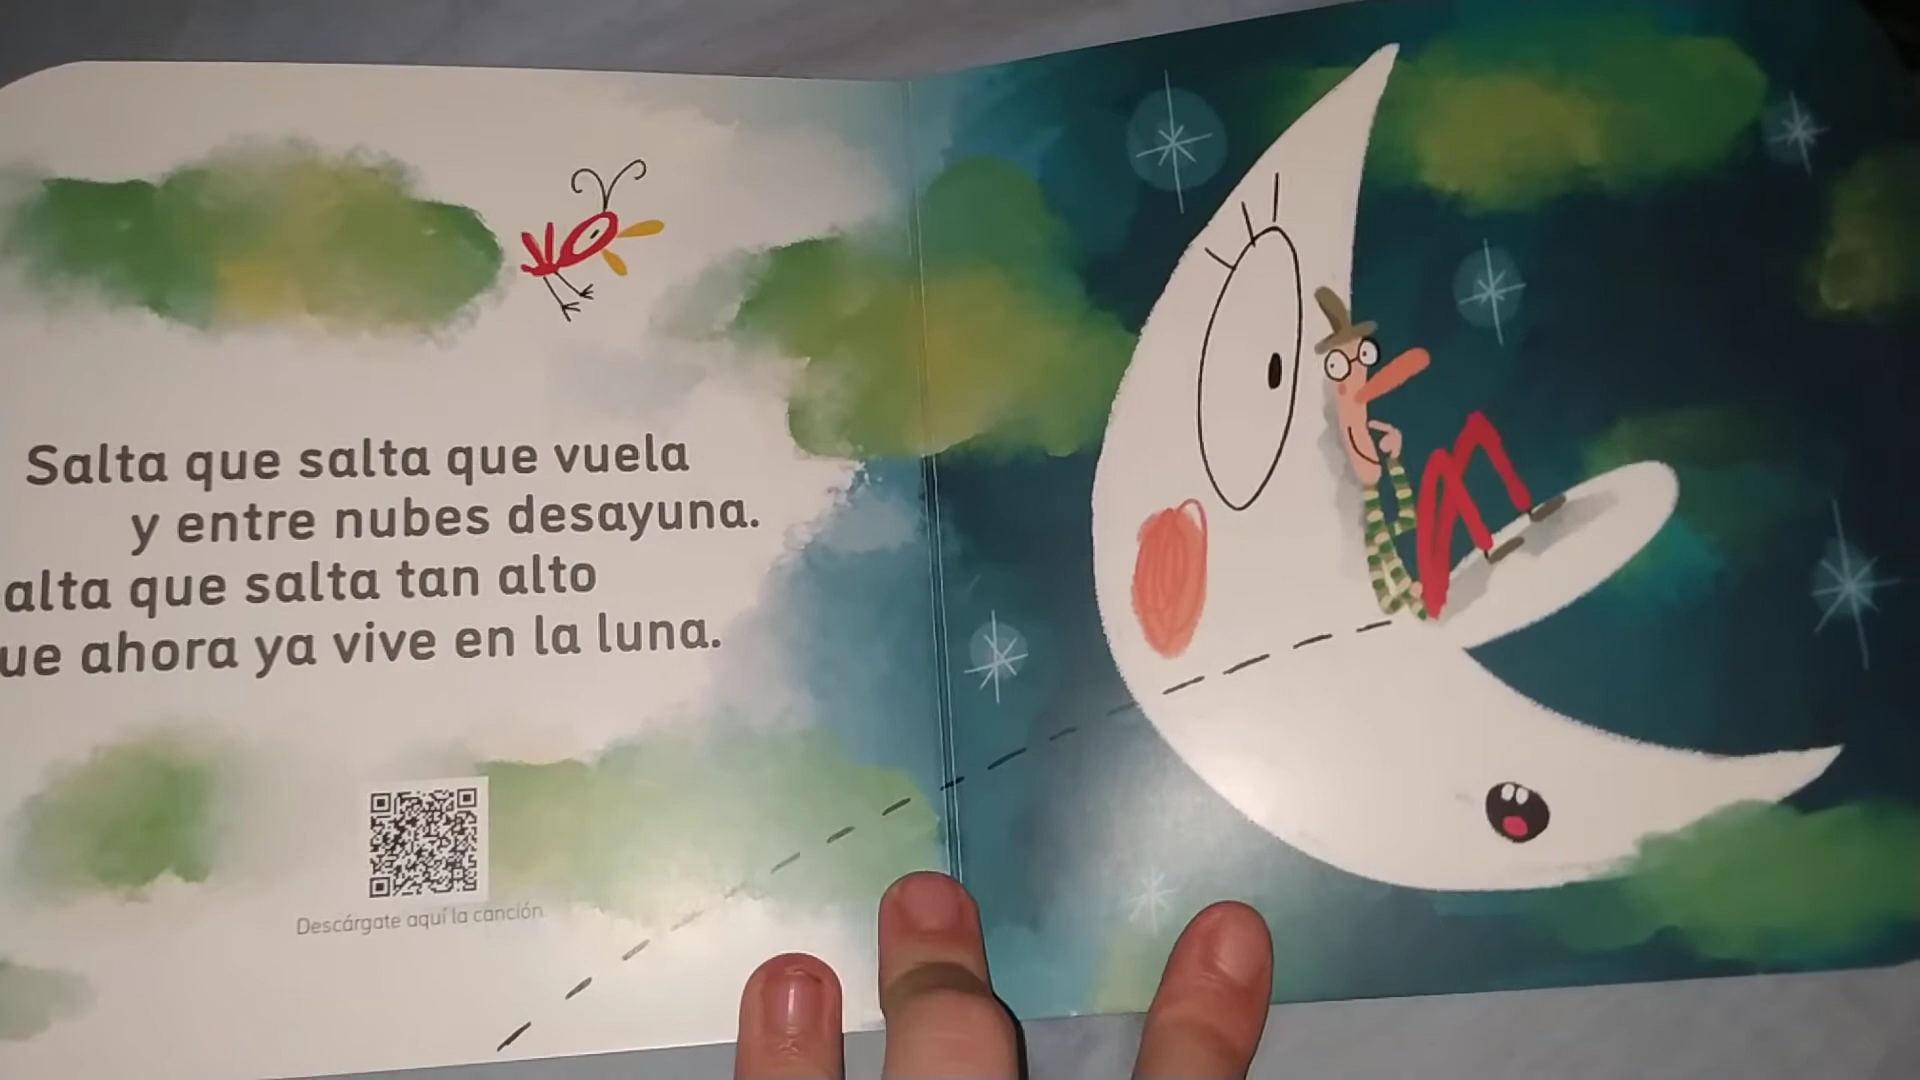 Salta que salta que vuela
y entre nubes desayuna.
alta que salta tan alto
ue ahora ya vive en la luna.
Descárgate aquí la canción.